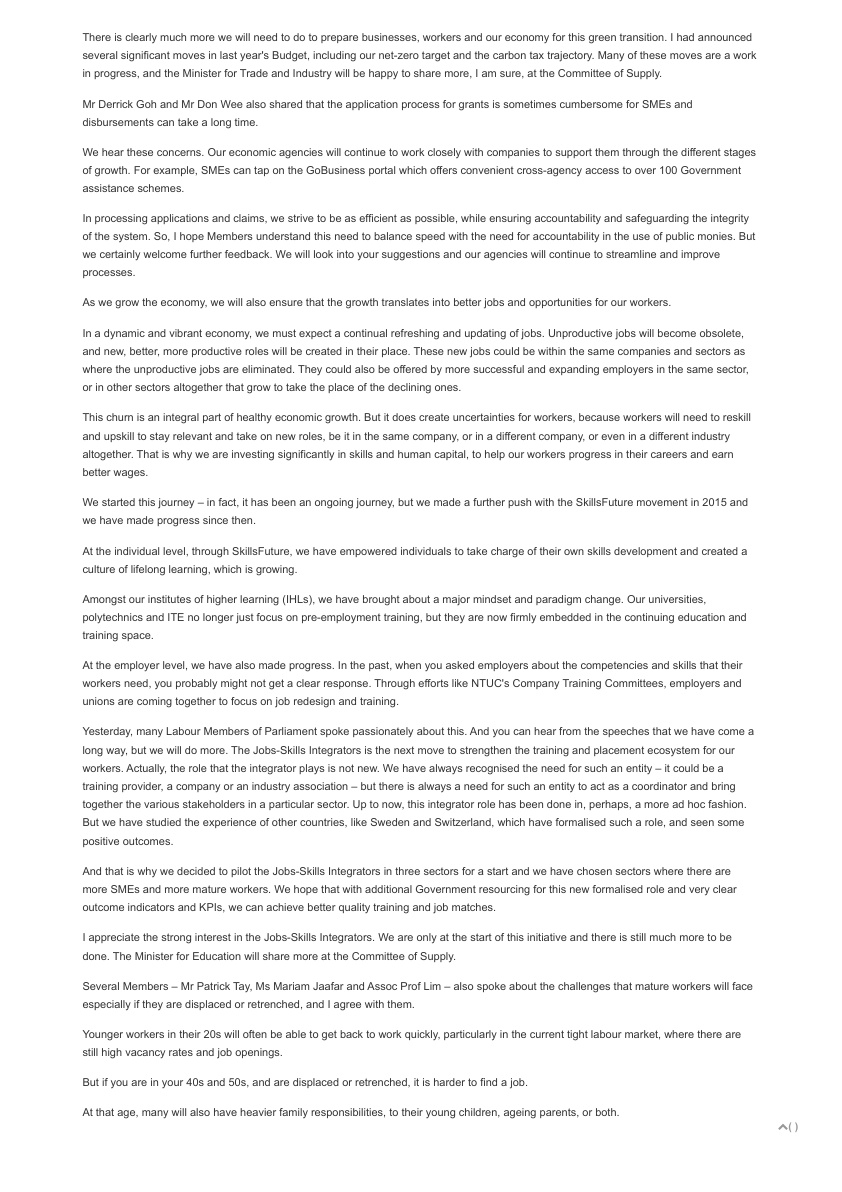 There is clearly much more we will need to do to prepare businesses, workers and our economy for this green transition. I had announced
several significant moves in last year's Budget, including our net-zero target and the carbon tax trajectory. Many of these moves are a work
in progress, and the Minister for Trade and Industry will be happy to share more, I am sure, at the Committee of Supply.
Mr Derrick Goh and Mr Don Wee also shared that the application process for grants is sometimes cumbersome for SMEs and
disbursements can take a long time.
We hear these concerns. Our economic agencies will continue to work closely with companies to support them through the different stages
of growth. For example, SMEs can tap on the GoBusiness portal which offers convenient cross-agency access to over 100 Government
assistance schemes.
In processing applications and claims, we strive to be as efficient as possible, while ensuring accountability and safeguarding the integrity
of the system. So, I hope Members understand this need to balance speed with the need for accountability in the use of public monies. But
we certainly welcome further feedback. We will look into your suggestions and our agencies will continue to streamline and improve
processes.
As we grow the economy, we will also ensure that the growth translates into better jobs and opportunities for our workers.
In a dynamic and vibrant economy, we must expect a continual refreshing and updating of jobs. Unproductive jobs will become obsolete,
and new, better, more productive roles will be created in their place. These new jobs could be within the same companies and sectors as
where the unproductive jobs are eliminated. They could also be offered by more successful and expanding employers in the same sector,
or in other sectors altogether that grow to take the place of the declining ones.
This churn is an integral part of healthy economic growth. But it does create uncertainties for workers, because workers will need to reskill
and upskill to stay relevant and take on new roles, be it in the same company, or in a different company, or even in a different industry
altogether. That is why we are investing significantly in skills and human capital, to help our workers progress in their careers and earn
better wages.
We started this journey – in fact, it has been an ongoing journey, but we made a further push with the SkillsFuture movement in 2015 and
we have made progress since then.
At the individual level, through SkillsFuture, we have empowered individuals to take charge of their own skills development and created a
culture of lifelong learning, which is growing.
Amongst our institutes of higher learning (IHLs), we have brought about a major mindset and paradigm change. Our universities,
polytechnics and ITE no longer just focus on pre-employment training, but they are now firmly embedded in the continuing education and
training space.
At the employer level, we have also made progress. In the past, when you asked employers about the competencies and skills that their
workers need, you probably might not get a clear response. Through efforts like NTUC's Company Training Committees, employers and
unions are coming together to focus on job redesign and training.
Yesterday, many Labour Members of Parliament spoke passionately about this. And you can hear from the speeches that we have come a
long way, but we will do more. The Jobs-Skills Integrators is the next move to strengthen the training and placement ecosystem for our
workers. Actually, the role that the integrator plays is not new. We have always recognised the need for such an entity – it could be a
training provider, a company or an industry association – but there is always a need for such an entity to act as a coordinator and bring
together the various stakeholders in a particular sector. Up to now, this integrator role has been done in, perhaps, a more ad hoc fashion.
But we have studied the experience of other countries, like Sweden and Switzerland, which have formalised such a role, and seen some
positive outcomes.
And that is why we decided to pilot the Jobs-Skills Integrators in three sectors for a start and we have chosen sectors where there are
more SMEs and more mature workers. We hope that with additional Government resourcing for this new formalised role and very clear
outcome indicators and KPIs, we can achieve better quality training and job matches.
I appreciate the strong interest in the Jobs-Skills Integrators. We are only at the start of this initiative and there is still much more to be
done. The Minister for Education will share more at the Committee of Supply.
Several Members – Mr Patrick Tay, Ms Mariam Jaafar and Assoc Prof Lim – also spoke about the challenges that mature workers will face
especially if they are displaced or retrenched, and I agree with them.
Younger workers in their 20s will often be able to get back to work quickly, particularly in the current tight labour market, where there are
still high vacancy rates and job openings.
But if you are in your 40s and 50s, and are displaced or retrenched, it is harder to find a job.
At that age, many will also have heavier family responsibilities, to their young children, ageing parents, or both.
( )